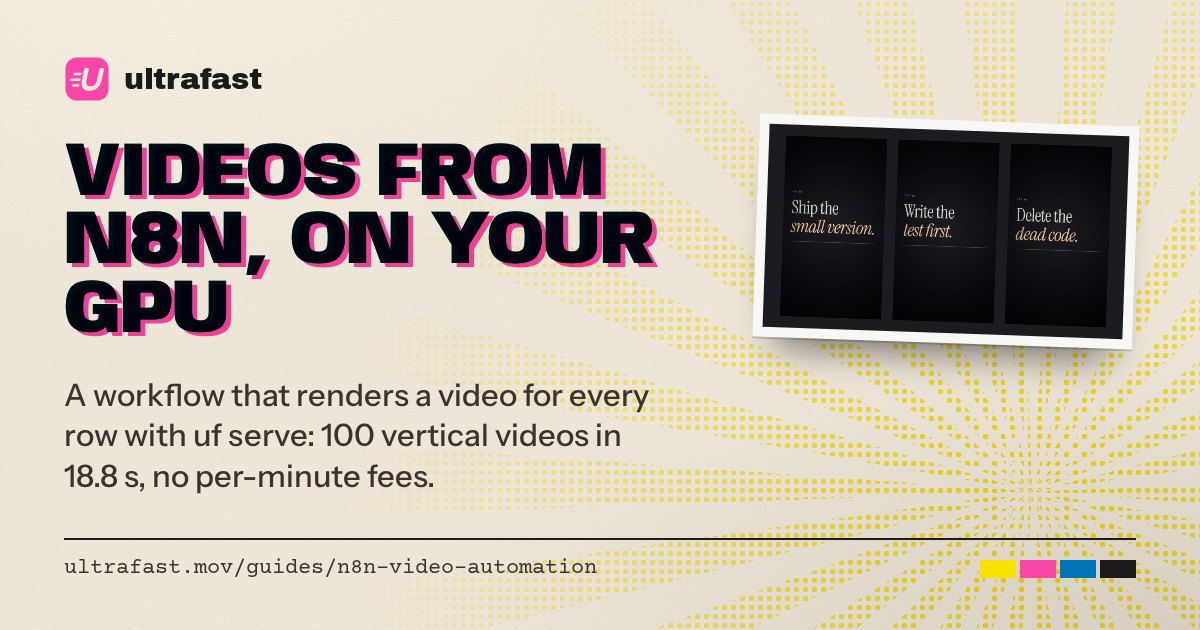 ultrafast
VIDEOS FROM
N8N, ON YOUR
GPU
A workflow that renders a video for every
row with uf serve: 100 vertical videos in
18.8 s, no per-minute fees.
Ship the
small version.
Write the
test first.
Delete the
dead code.
ultrafast.mov/guides/n8n-video-automation